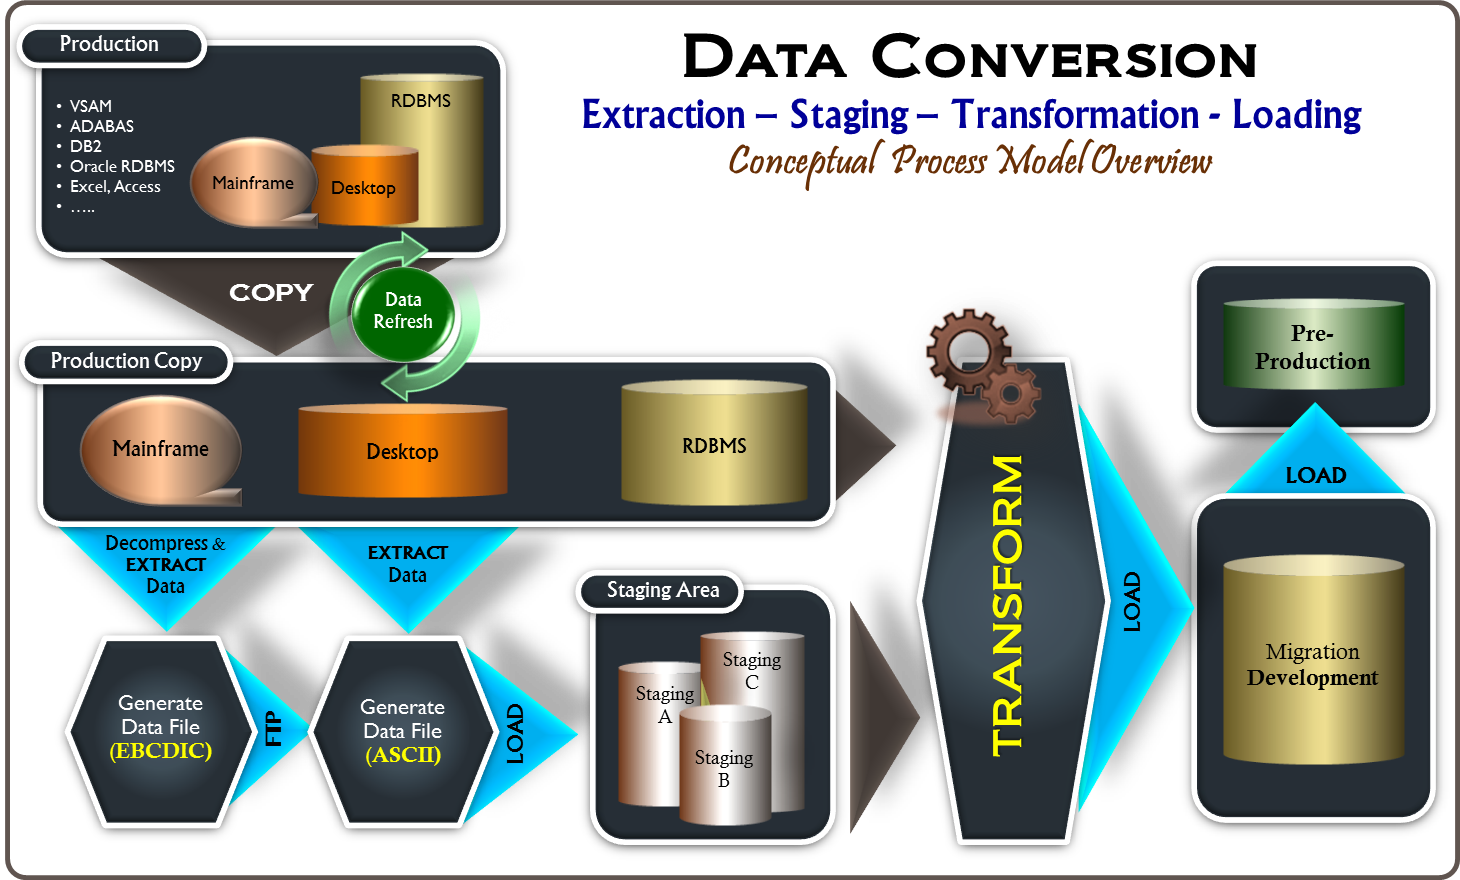 DATA CONVERSION
Extraction – Staging – Transformation - Loading
Conceptual Process Model Overview
Production
• VSAM
• ADABAS
• DB2
• Oracle RDBMS
• Excel, Access
• …..
Mainframe
Desktop
RDBMS
COPY
Data
Refresh
Production Copy
Mainframe
Desktop
RDBMS
Decompress &
EXTRACT
Data
EXTRACT
Data
Generate
Data File
(EBCDIC)
FTP
Generate
Data File
(ASCII)
LOAD
Staging Area
Staging
A
Staging
B
Staging
C
TRANSFORM
LOAD
Migration
Development
LOAD
Pre-
Production